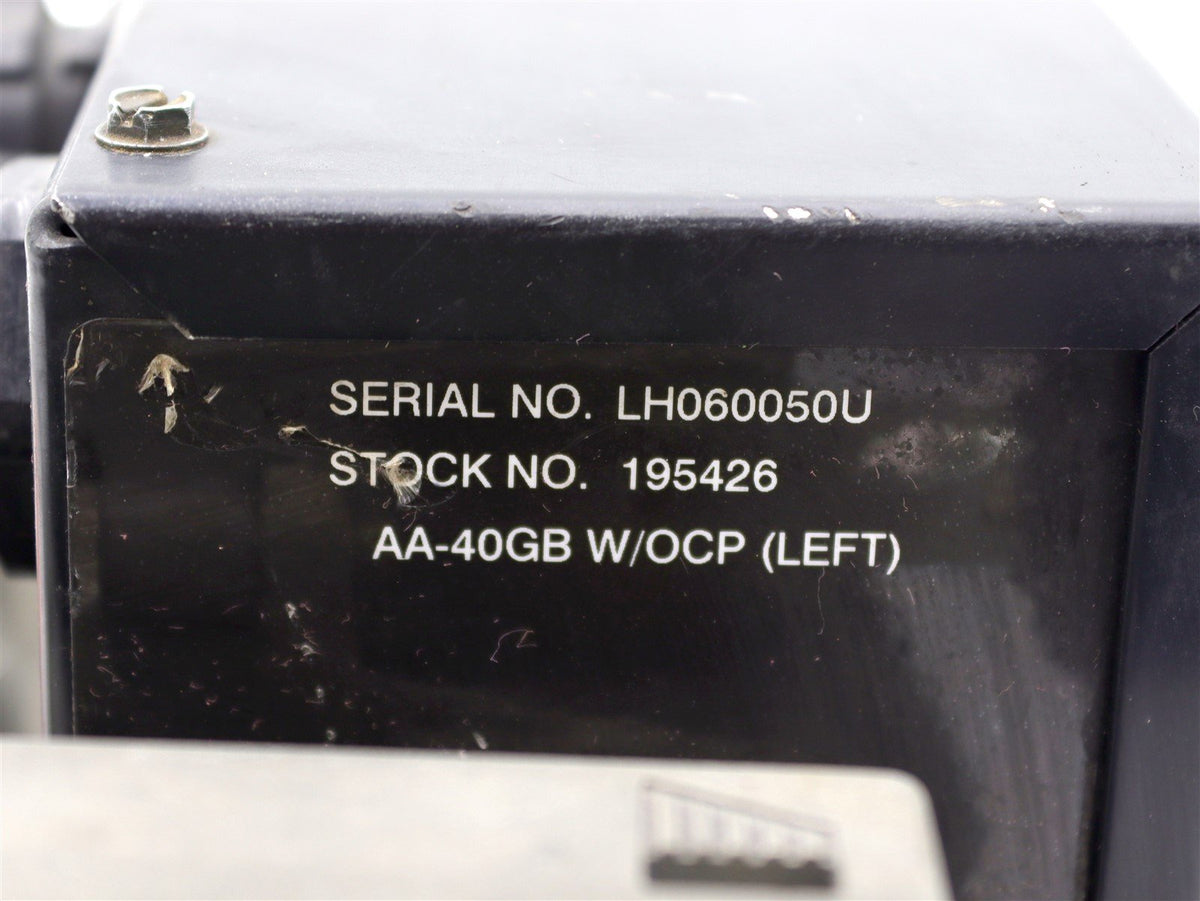 SERIAL NO. LH060050U
STOCK NO. 195426
AA-40GB W/OCP (LEFT)